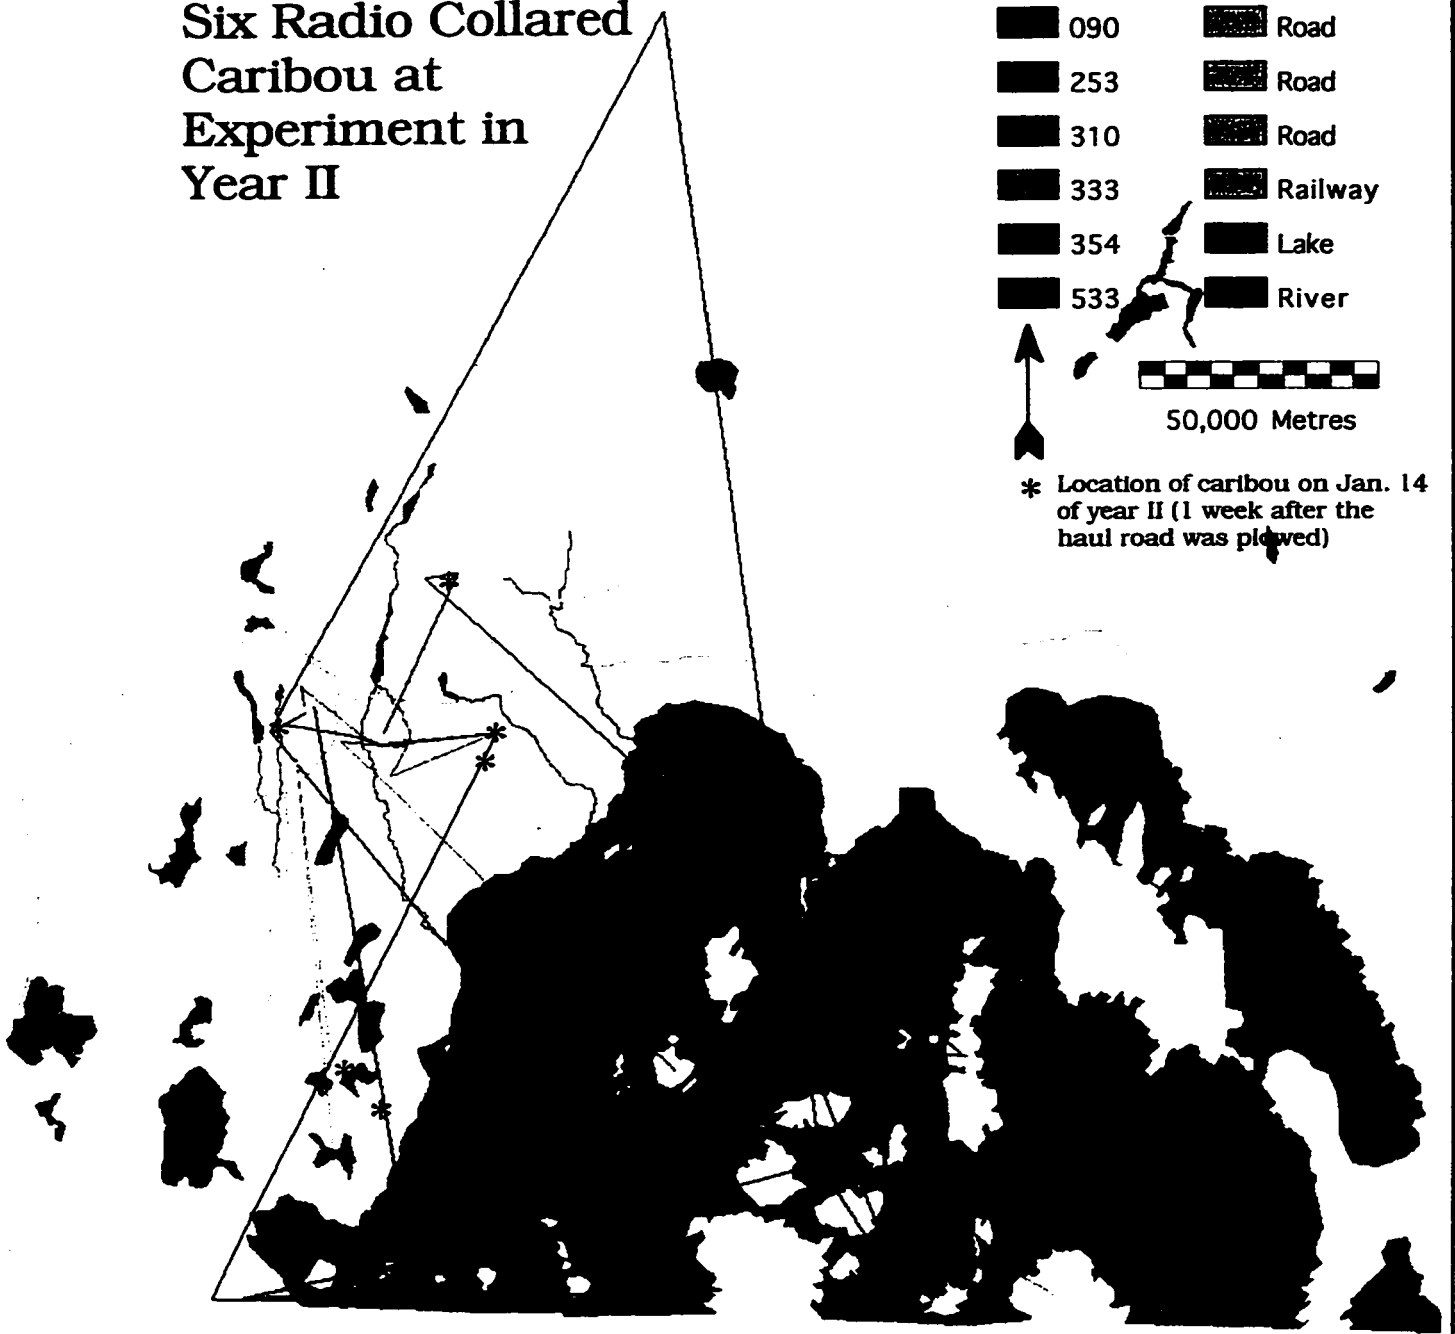 Six Radio Collared
Caribou at
Experiment in
Year II
090
253
310
333
354
533
Road
Road
Road
Railway
Lake
River
50,000 Metres
* Location of caribou on Jan. 14
of year II (1 week after the
haul road was plowed)